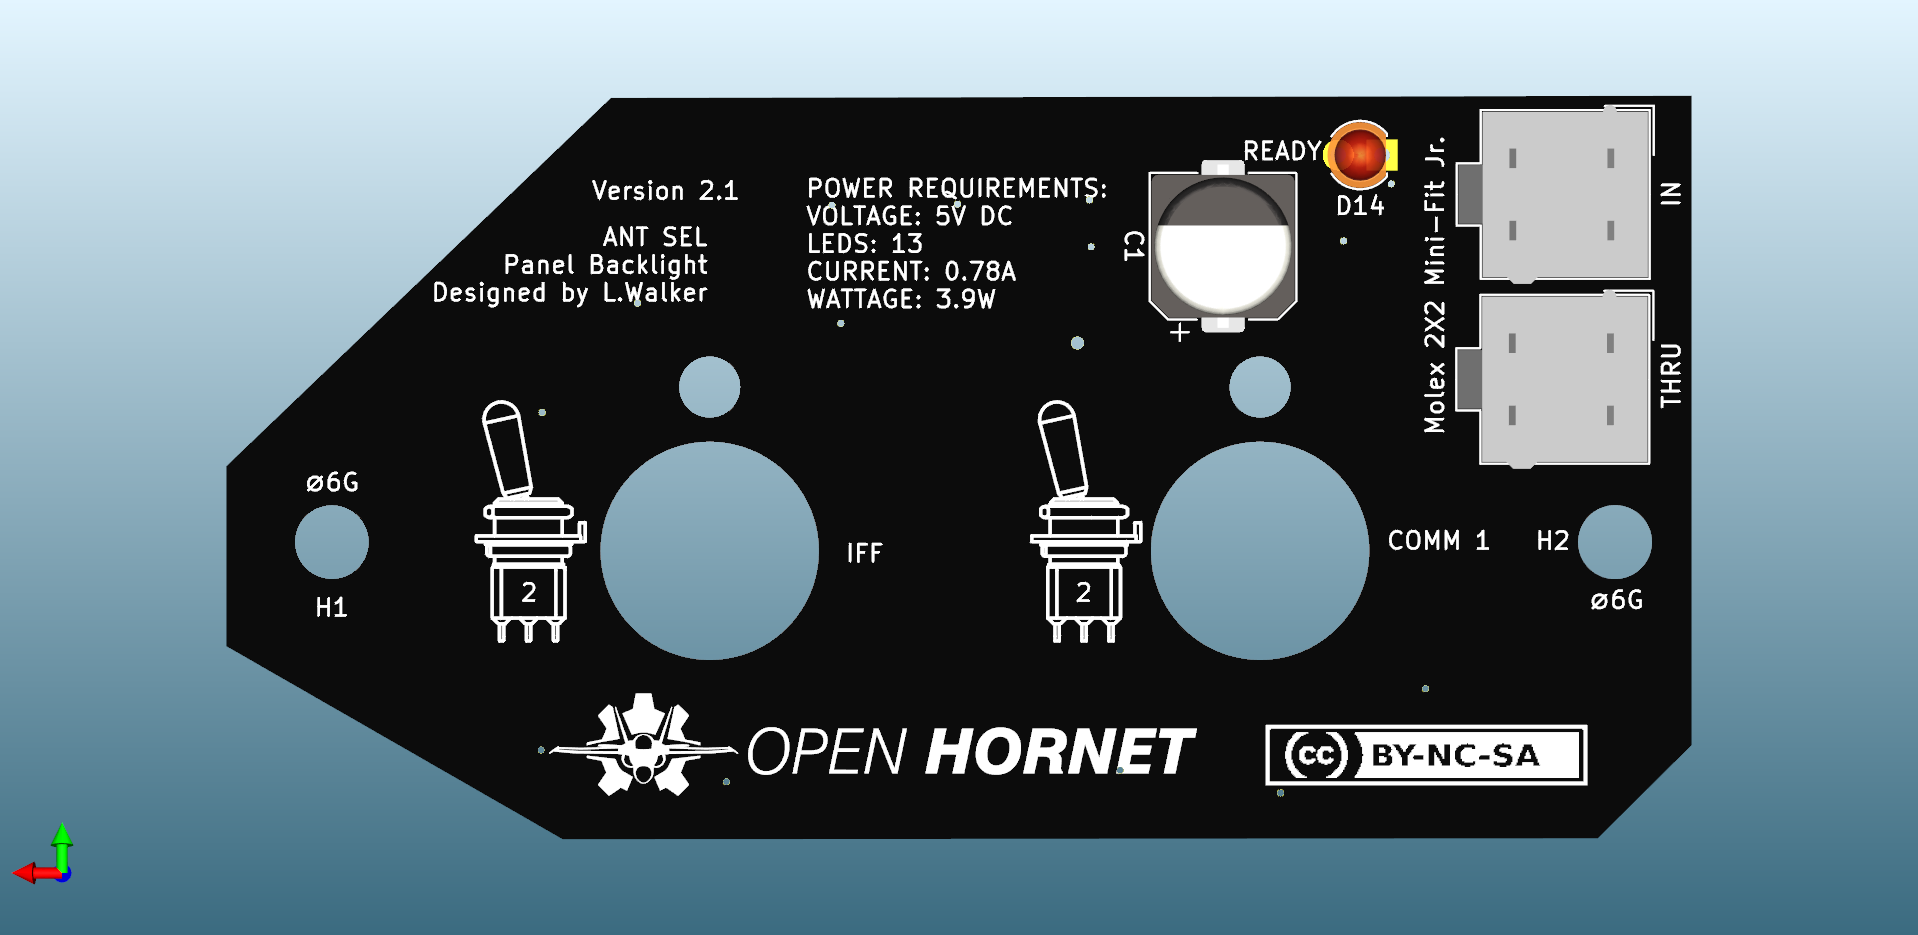 Version 2.1
ANT SEL
Panel Backlight
Designed by L.Walker
POWER REQUIREMENTS:
VOLTAGE: 5V DC
LEDS: 13
CURRENT: 0.78A
WATTAGE: 3.9W
C1
+
READY
D14
Molex 2X2 Mini-Fit Jr.
IN
THRU
⌀6G
H1
2
IFF
2
COMM 1
H2
⌀6G
OPEN HORNET
cc BY-NC-SA